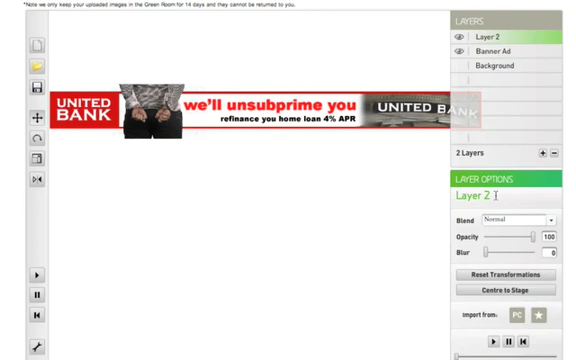 *Note we only keep your uploaded images in the Green Room for 14 days and they cannot be returned to you.
LAYERS
Layer 2
Banner Ad
Background
UNITED
BANK
we'll unsubprime you
refinance you home loan 4% APR
UNITED BANK
2 Layers
LAYER OPTIONS
Layer 2
Blend Normal
Opacity 100
Blur 0
Reset Transformations
Centre to Stage
Import from: PC